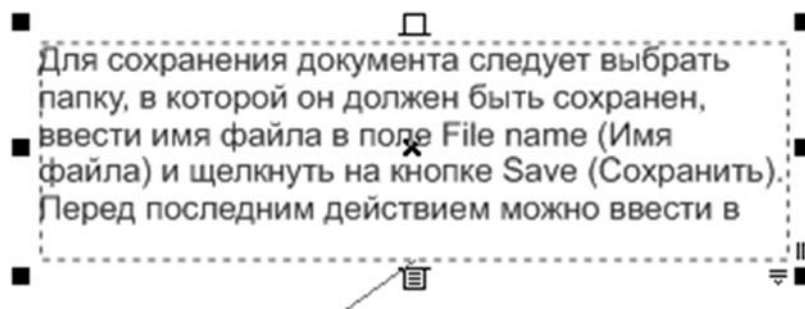 Для сохранения документа следует выбрать
папку, в которой он должен быть сохранен,
ввести имя файла в поле File name (Имя
файла) и щелкнуть на кнопке Save (Сохранить).
Перед последним действием можно ввести в